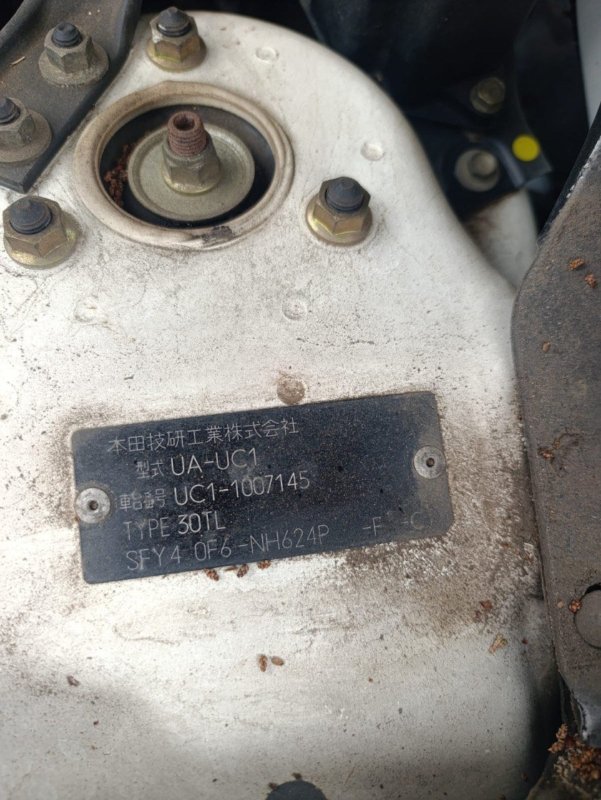 本田技研工業株式会社
型式 UA-UC1
車台番号 UC1-1007145
TYPE 30TL
SFY4 0F6-NH624P -F -C